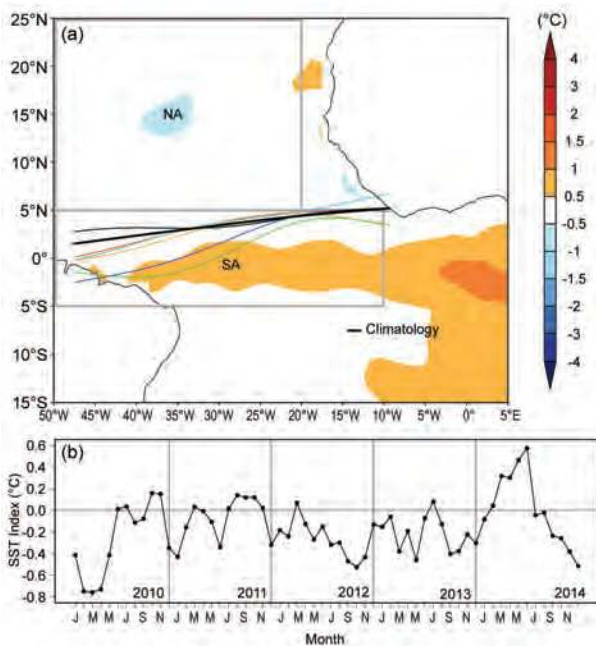 (°C)
25°N
(a)
20°N
NA
15°N
10°N
5°N
0°
SA
5°S
Climatology
10°S
15°S
50°W 45°W 40°W 35°W 30°W 25°W 20°W 15°W 10°W 5°W 0° 5°E
4
3
2
1.5
1
0.5
-0.5
-1
-1.5
-2
-3
-4
(b)
SST Index (°C)
0.6
0.4
0.2
0.0
-0.2
-0.4
-0.6
-0.8
2010 2011 2012 2013 2014
J M M J S N J M M J S N J M M J S N J M M J S N J M M J S N
Month